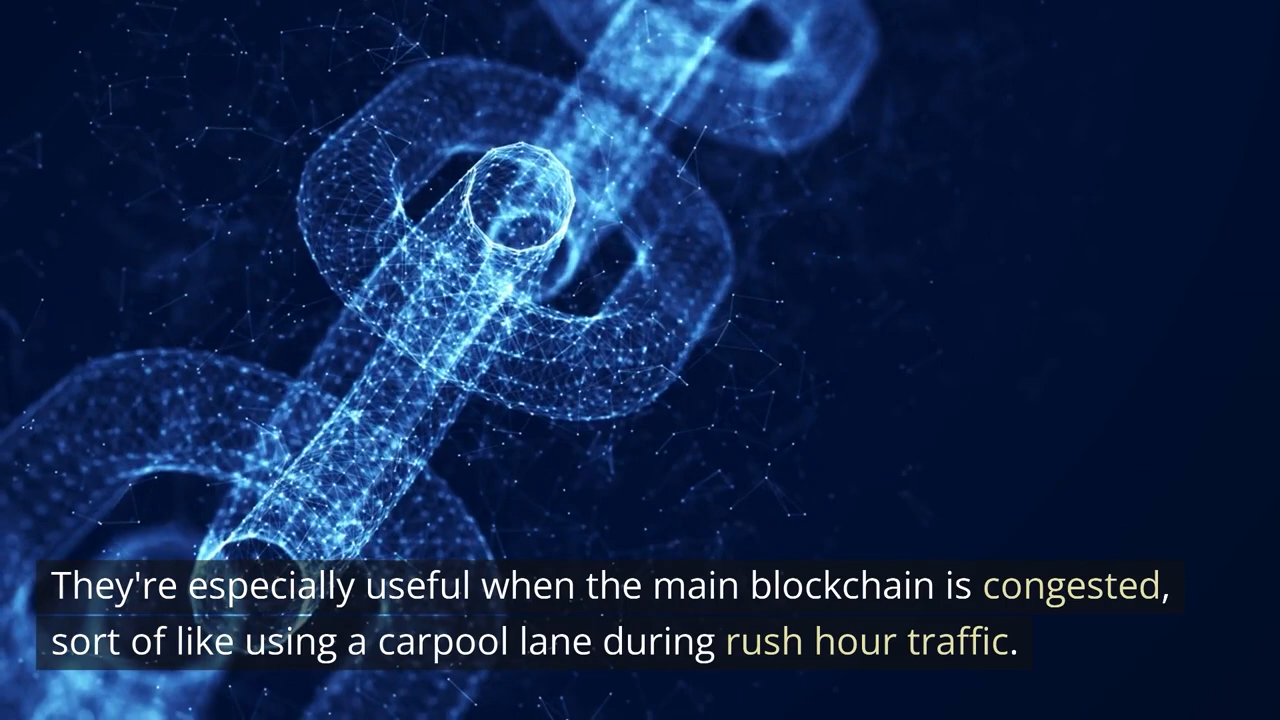 They're especially useful when the main blockchain is congested,
sort of like using a carpool lane during rush hour traffic.